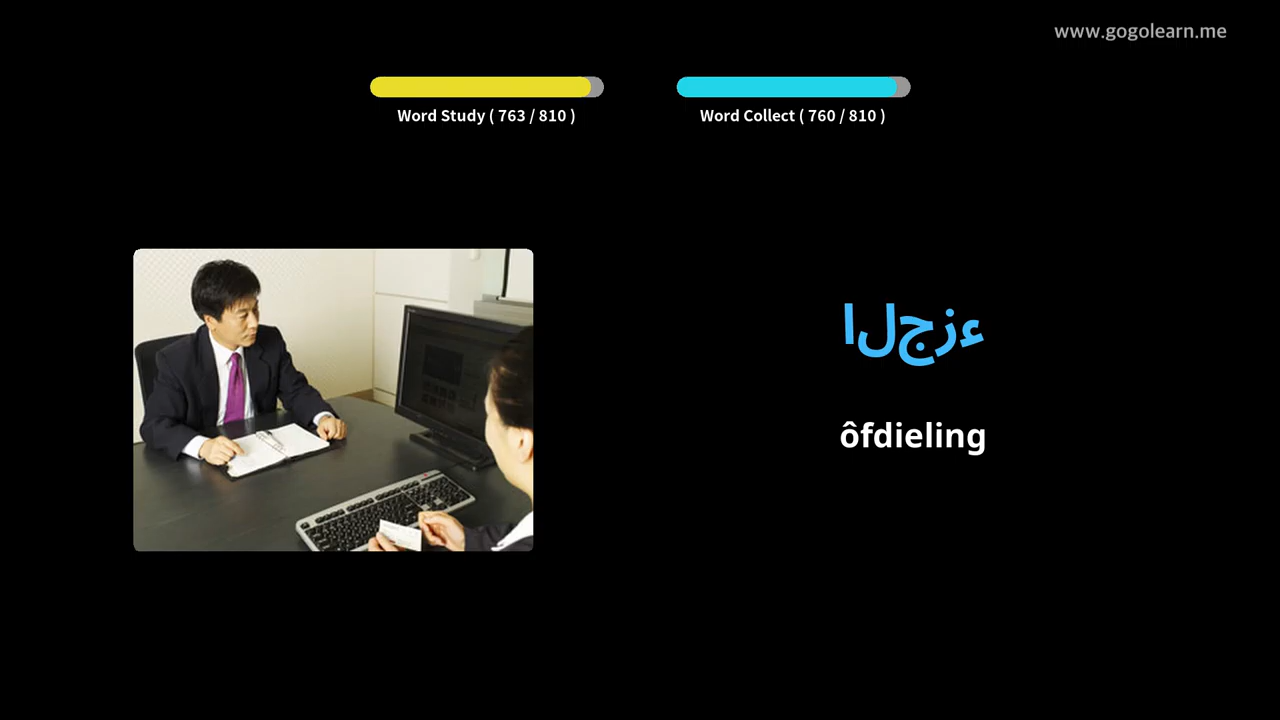 www.gogolearn.me
Word Study ( 763 / 810 )
Word Collect ( 760 / 810 )
الجزء
ôfdieling